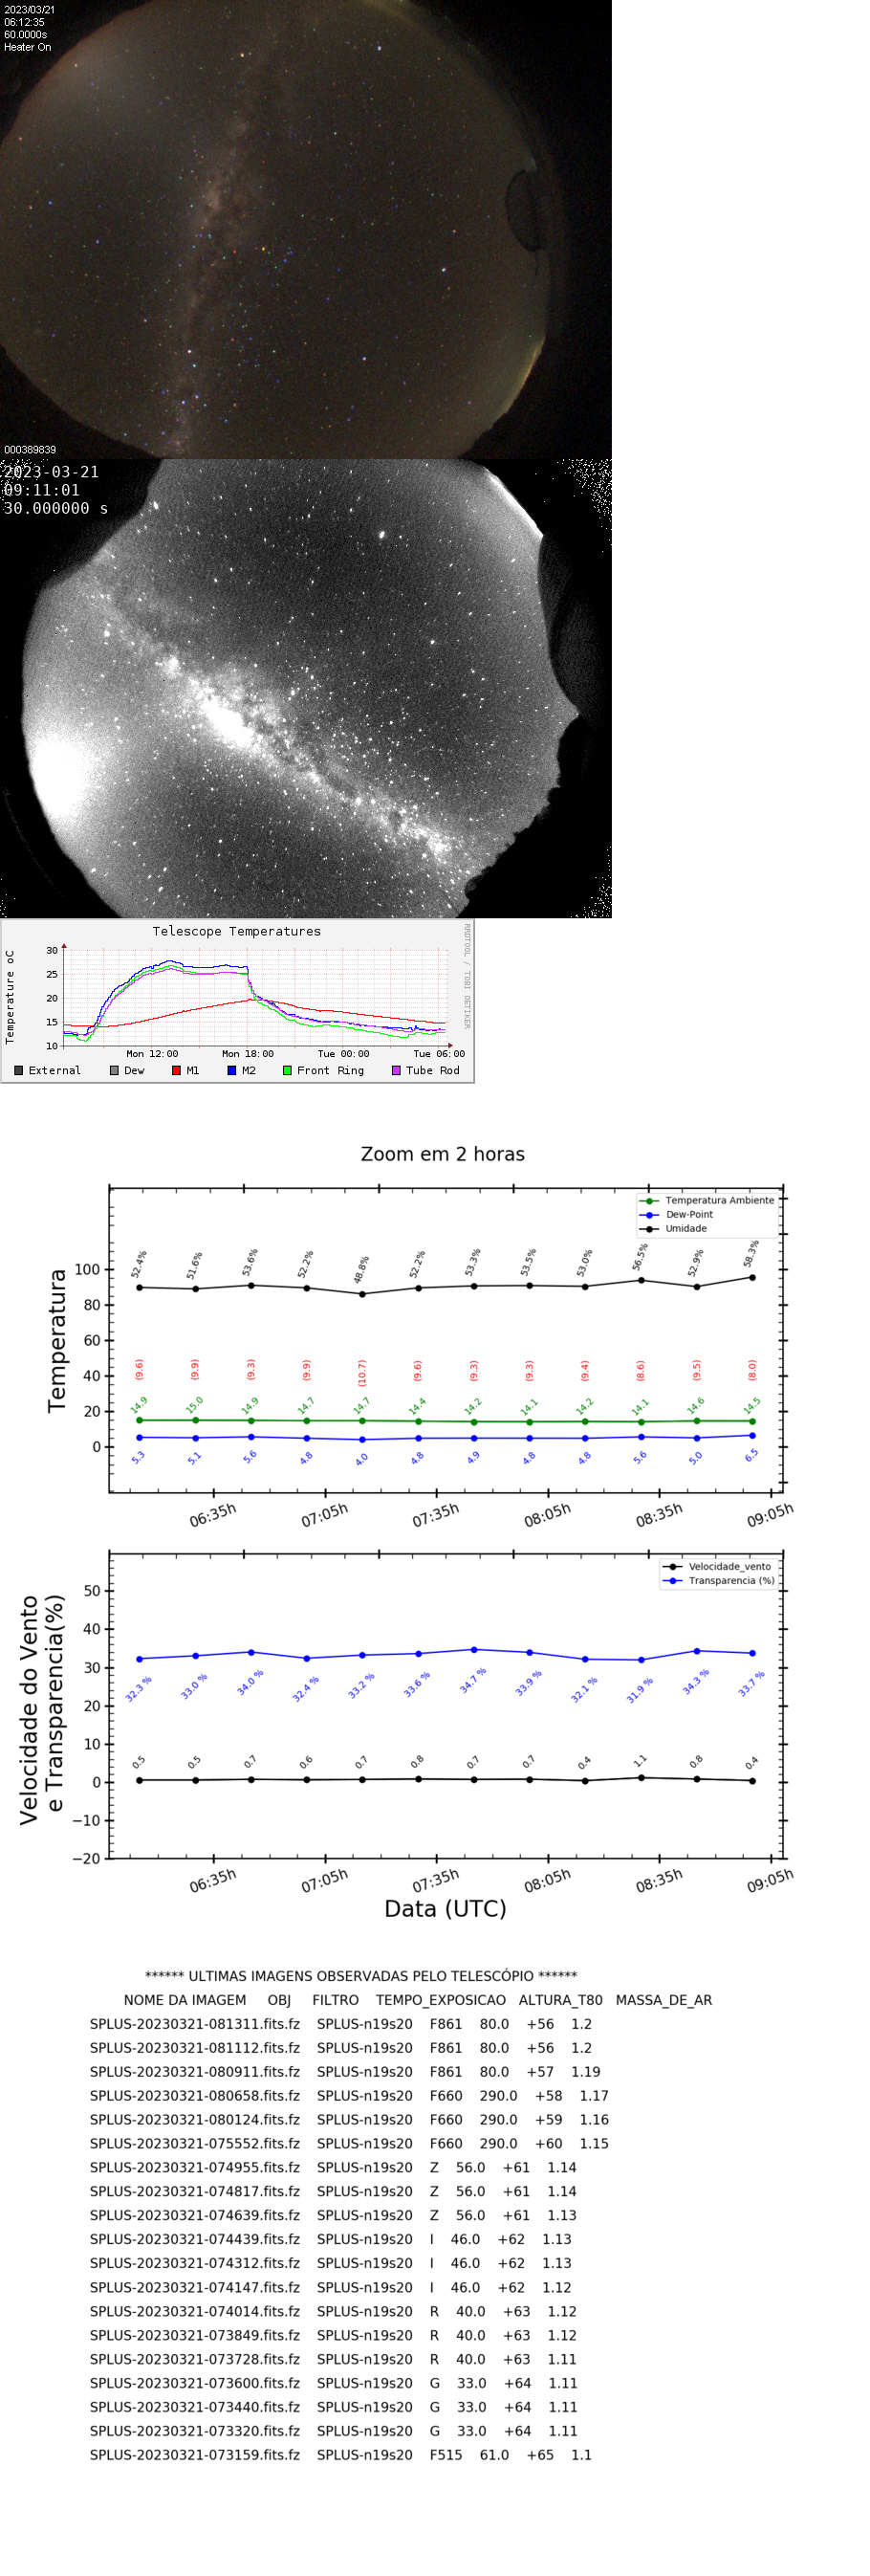 2023/03/21
06:12:35
60.0000s
Heater On
000389839
2023-03-21
09:11:01
30.000000 s
Telescope Temperatures
RRDTOOL / TOBI OETIKER
Temperature oC
30
25
20
15
10
Mon 12:00 Mon 18:00 Tue 00:00 Tue 06:00
External Dew M1 M2 Front Ring Tube Rod
Zoom em 2 horas
Temperatura Ambiente
Dew-Point
Umidade
Temperatura
100
80
60
40
20
0
52.4% 51.6% 53.6% 52.2% 48.8% 52.2% 53.3% 53.5% 53.0% 56.5% 52.9% 58.3%
(9.6) (9.9) (9.3) (9.9) (10.7) (9.6) (9.3) (9.3) (9.4) (8.6) (9.5) (8.0)
14.9 15.0 14.9 14.7 14.7 14.4 14.2 14.1 14.2 14.1 14.6 14.5
5.3 5.1 5.6 4.8 4.0 4.8 4.9 4.8 4.8 5.6 5.0 6.5
06:35h 07:05h 07:35h 08:05h 08:35h 09:05h
Velocidade_vento
Transparencia (%)
Velocidade do Vento
e Transparencia(%)
50
40
30
20
10
0
−10
−20
32.3 % 33.0 % 34.0 % 32.4 % 33.2 % 33.6 % 34.7 % 33.9 % 32.1 % 31.9 % 34.3 % 33.7 %
0.5 0.5 0.7 0.6 0.7 0.8 0.7 0.7 0.4 1.1 0.8 0.4
06:35h 07:05h 07:35h 08:05h 08:35h 09:05h
Data (UTC)
****** ULTIMAS IMAGENS OBSERVADAS PELO TELESCÓPIO ******
NOME DA IMAGEM OBJ FILTRO TEMPO_EXPOSICAO ALTURA_T80 MASSA_DE_AR
SPLUS-20230321-081311.fits.fz SPLUS-n19s20 F861 80.0 +56 1.2
SPLUS-20230321-081112.fits.fz SPLUS-n19s20 F861 80.0 +56 1.2
SPLUS-20230321-080911.fits.fz SPLUS-n19s20 F861 80.0 +57 1.19
SPLUS-20230321-080658.fits.fz SPLUS-n19s20 F660 290.0 +58 1.17
SPLUS-20230321-080124.fits.fz SPLUS-n19s20 F660 290.0 +59 1.16
SPLUS-20230321-075552.fits.fz SPLUS-n19s20 F660 290.0 +60 1.15
SPLUS-20230321-074955.fits.fz SPLUS-n19s20 Z 56.0 +61 1.14
SPLUS-20230321-074817.fits.fz SPLUS-n19s20 Z 56.0 +61 1.14
SPLUS-20230321-074639.fits.fz SPLUS-n19s20 Z 56.0 +61 1.13
SPLUS-20230321-074439.fits.fz SPLUS-n19s20 I 46.0 +62 1.13
SPLUS-20230321-074312.fits.fz SPLUS-n19s20 I 46.0 +62 1.13
SPLUS-20230321-074147.fits.fz SPLUS-n19s20 I 46.0 +62 1.12
SPLUS-20230321-074014.fits.fz SPLUS-n19s20 R 40.0 +63 1.12
SPLUS-20230321-073849.fits.fz SPLUS-n19s20 R 40.0 +63 1.12
SPLUS-20230321-073728.fits.fz SPLUS-n19s20 R 40.0 +63 1.11
SPLUS-20230321-073600.fits.fz SPLUS-n19s20 G 33.0 +64 1.11
SPLUS-20230321-073440.fits.fz SPLUS-n19s20 G 33.0 +64 1.11
SPLUS-20230321-073320.fits.fz SPLUS-n19s20 G 33.0 +64 1.11
SPLUS-20230321-073159.fits.fz SPLUS-n19s20 F515 61.0 +65 1.1